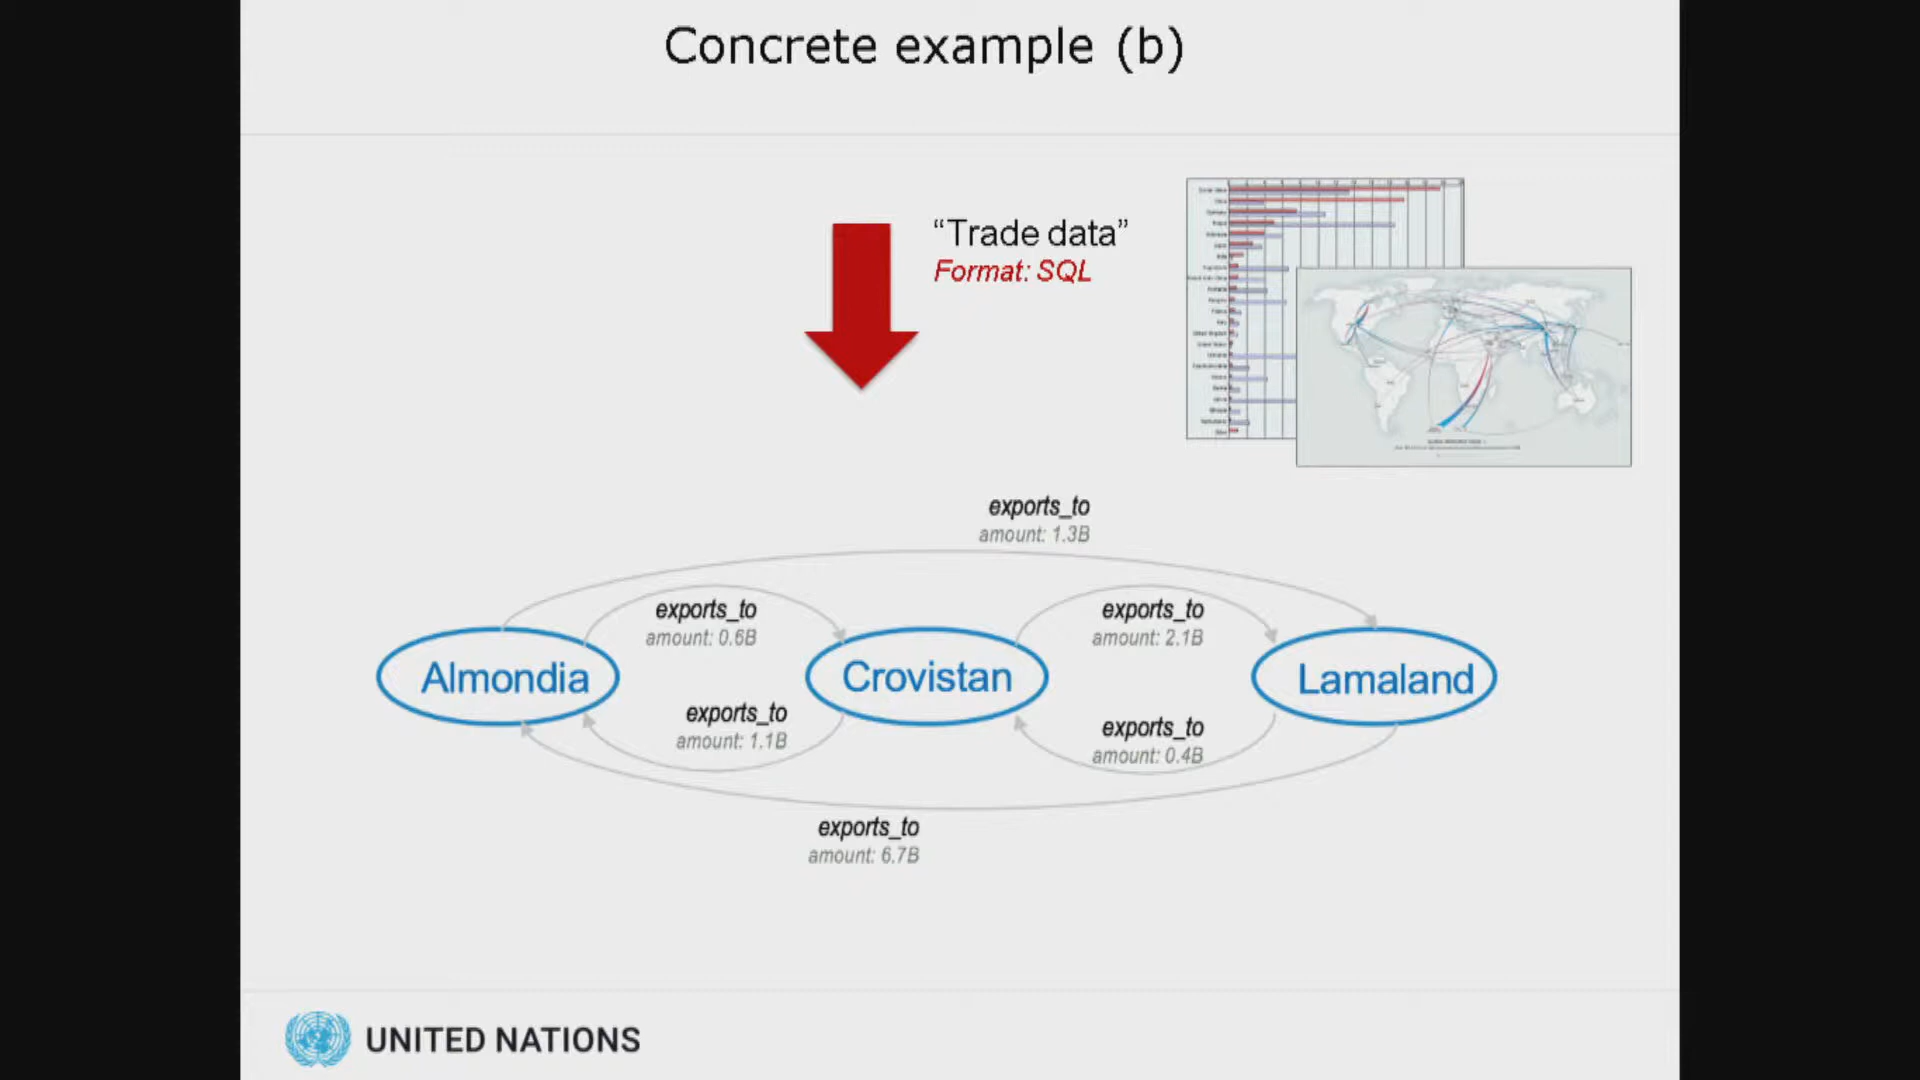 Concrete example (b)
“Trade data”
Format: SQL
exports_to
amount: 1.3B
exports_to
amount: 0.6B
exports_to
amount: 2.1B
Almondia
Crovistan
Lamaland
exports_to
amount: 1.1B
exports_to
amount: 0.4B
exports_to
amount: 6.7B
UNITED NATIONS